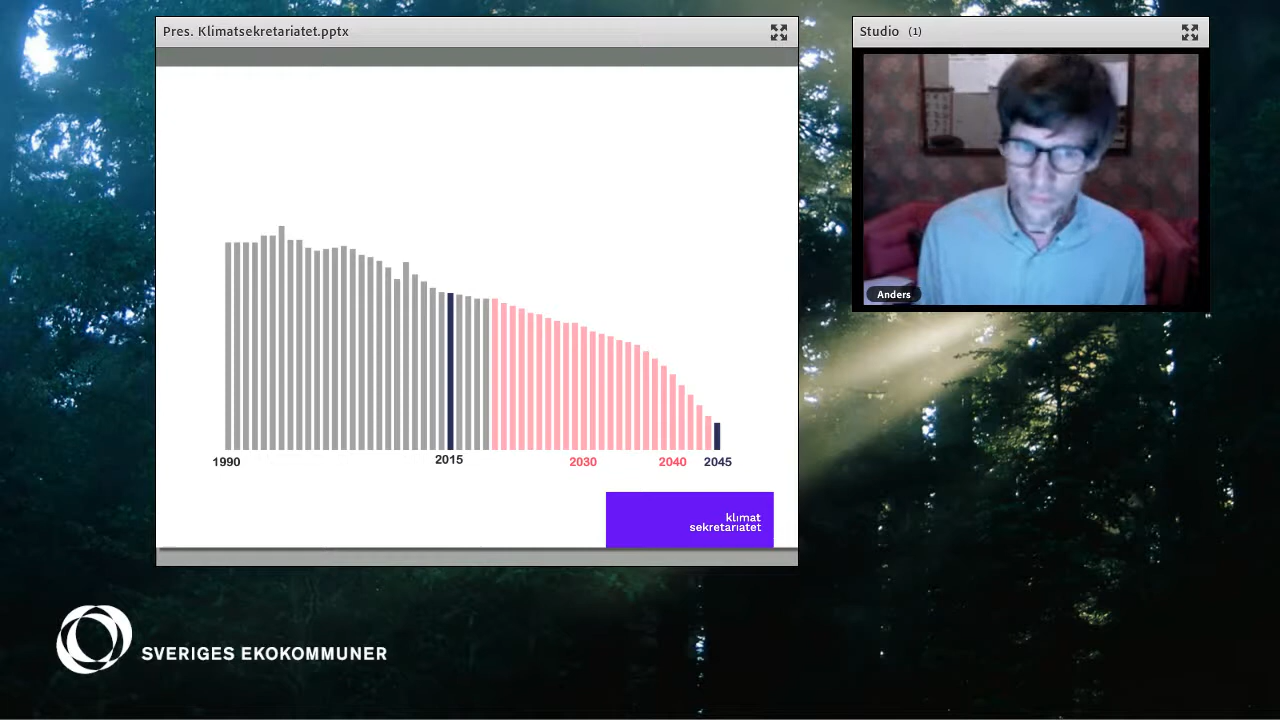 Pres. Klimatsekretariatet.pptx
Studio (1)
Anders
1990
2015
2030
2040
2045
klimat
sekretariatet
SVERIGES EKOKOMMUNER